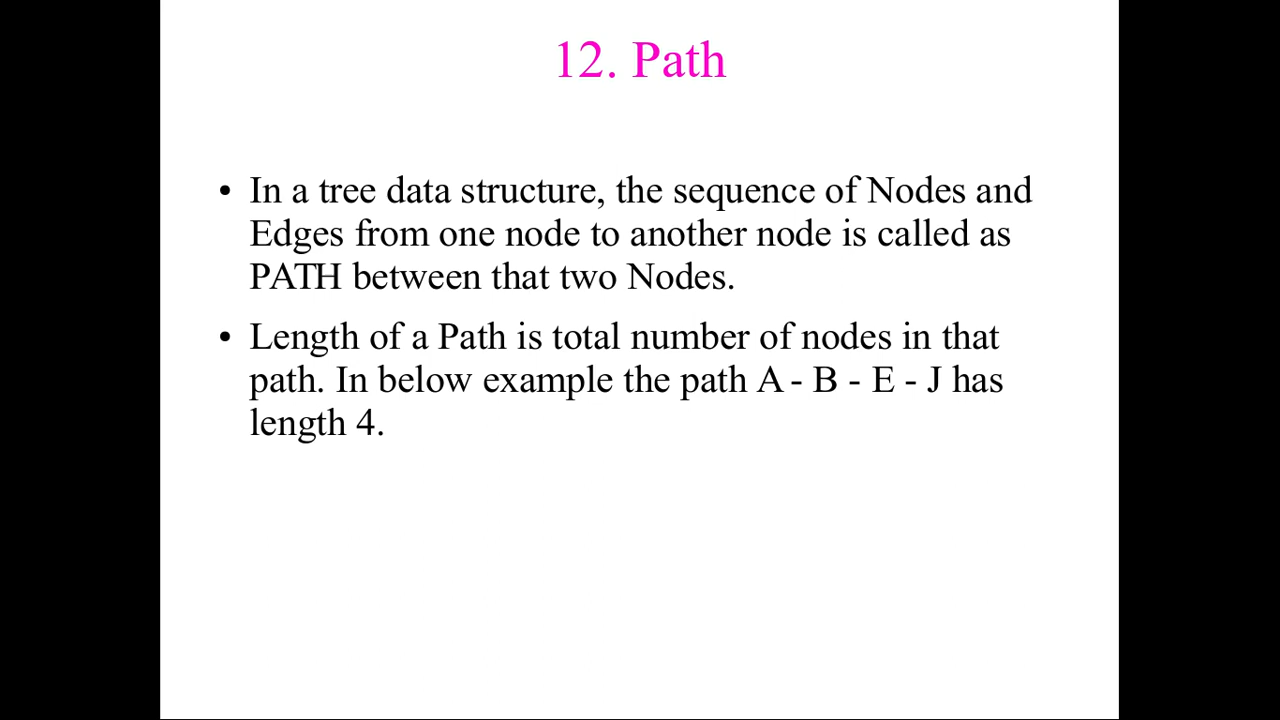 12. Path
• In a tree data structure, the sequence of Nodes and
Edges from one node to another node is called as
PATH between that two Nodes.
• Length of a Path is total number of nodes in that
path. In below example the path A - B - E - J has
length 4.